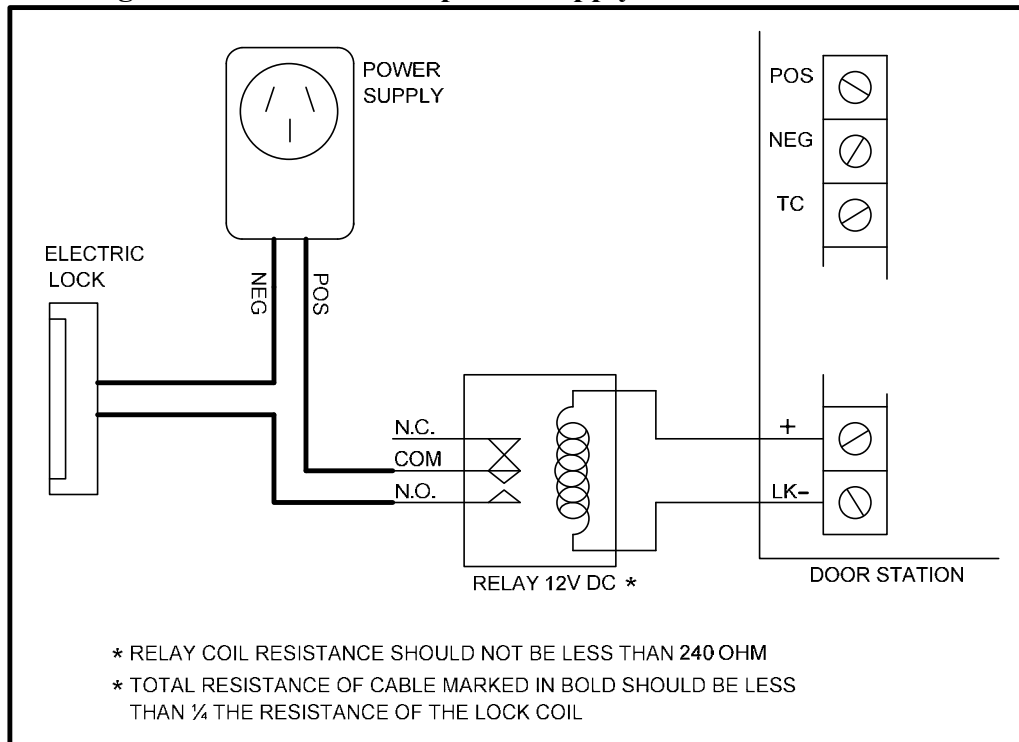 POWER
SUPPLY
POS
NEG
TC
ELECTRIC
LOCK
NEG
POS
N.C.
COM
N.O.
+
LK-
RELAY 12V DC *
DOOR STATION
* RELAY COIL RESISTANCE SHOULD NOT BE LESS THAN 240 OHM
* TOTAL RESISTANCE OF CABLE MARKED IN BOLD SHOULD BE LESS
THAN ¼ THE RESISTANCE OF THE LOCK COIL